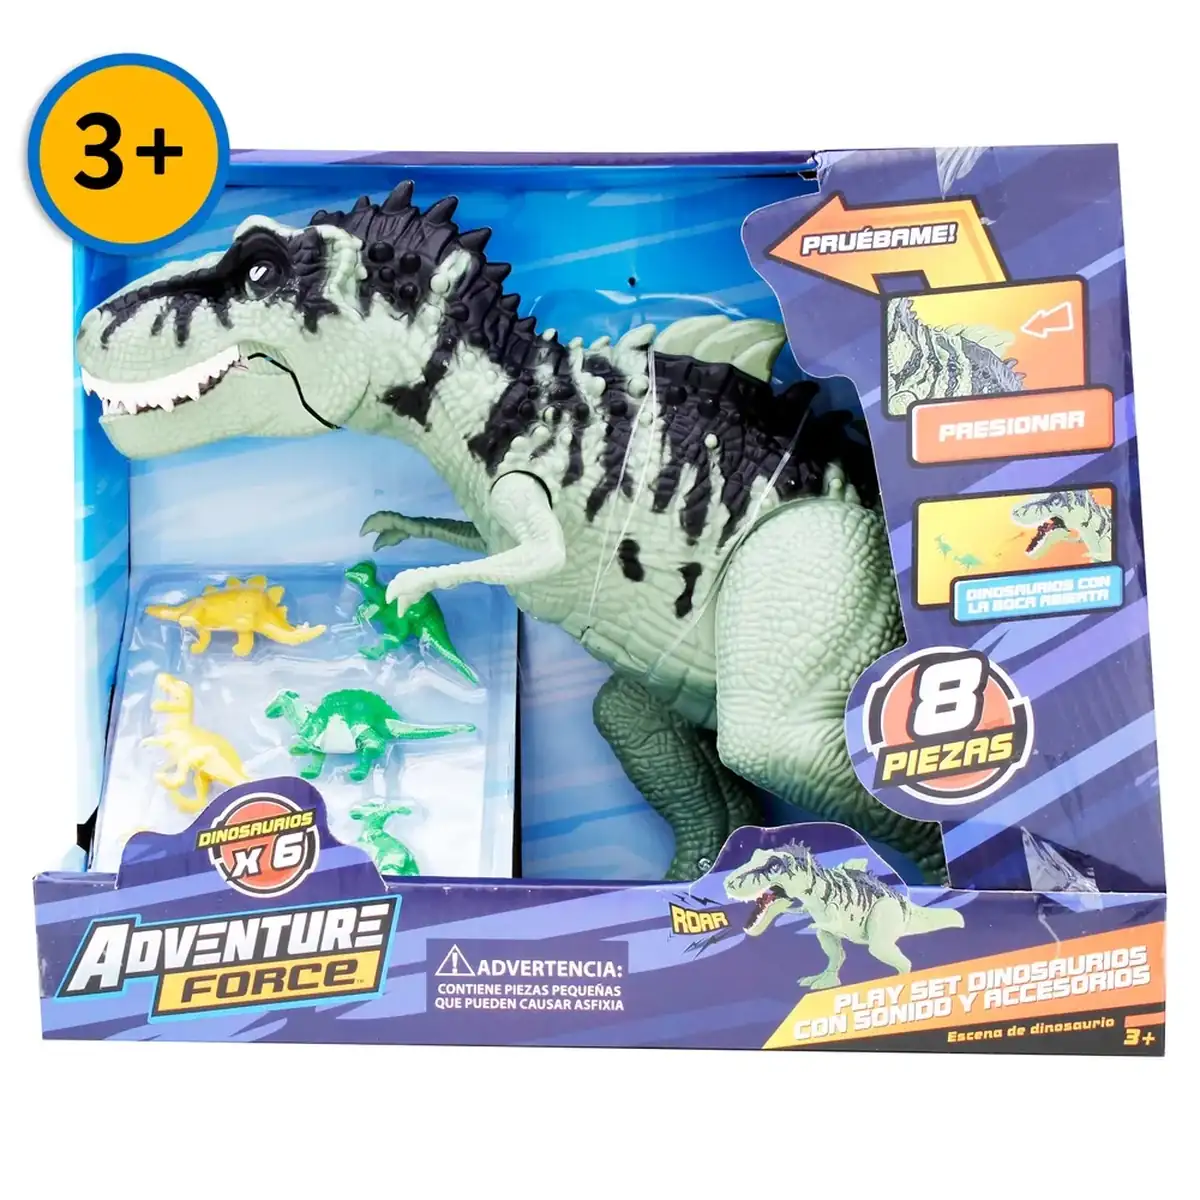 3+
PRUÉBAME!
PRESIONAR
DINOSAURIOS CON
LA BOCA ABIERTA
8
PIEZAS
DINOSAURIOS
X 6
ADVENTURE
FORCE™
ADVERTENCIA:
CONTIENE PIEZAS PEQUEÑAS
QUE PUEDEN CAUSAR ASFIXIA
ROAR
PLAY SET DINOSAURIOS
CON SONIDO Y ACCESORIOS
Escena de dinosaurio
3+